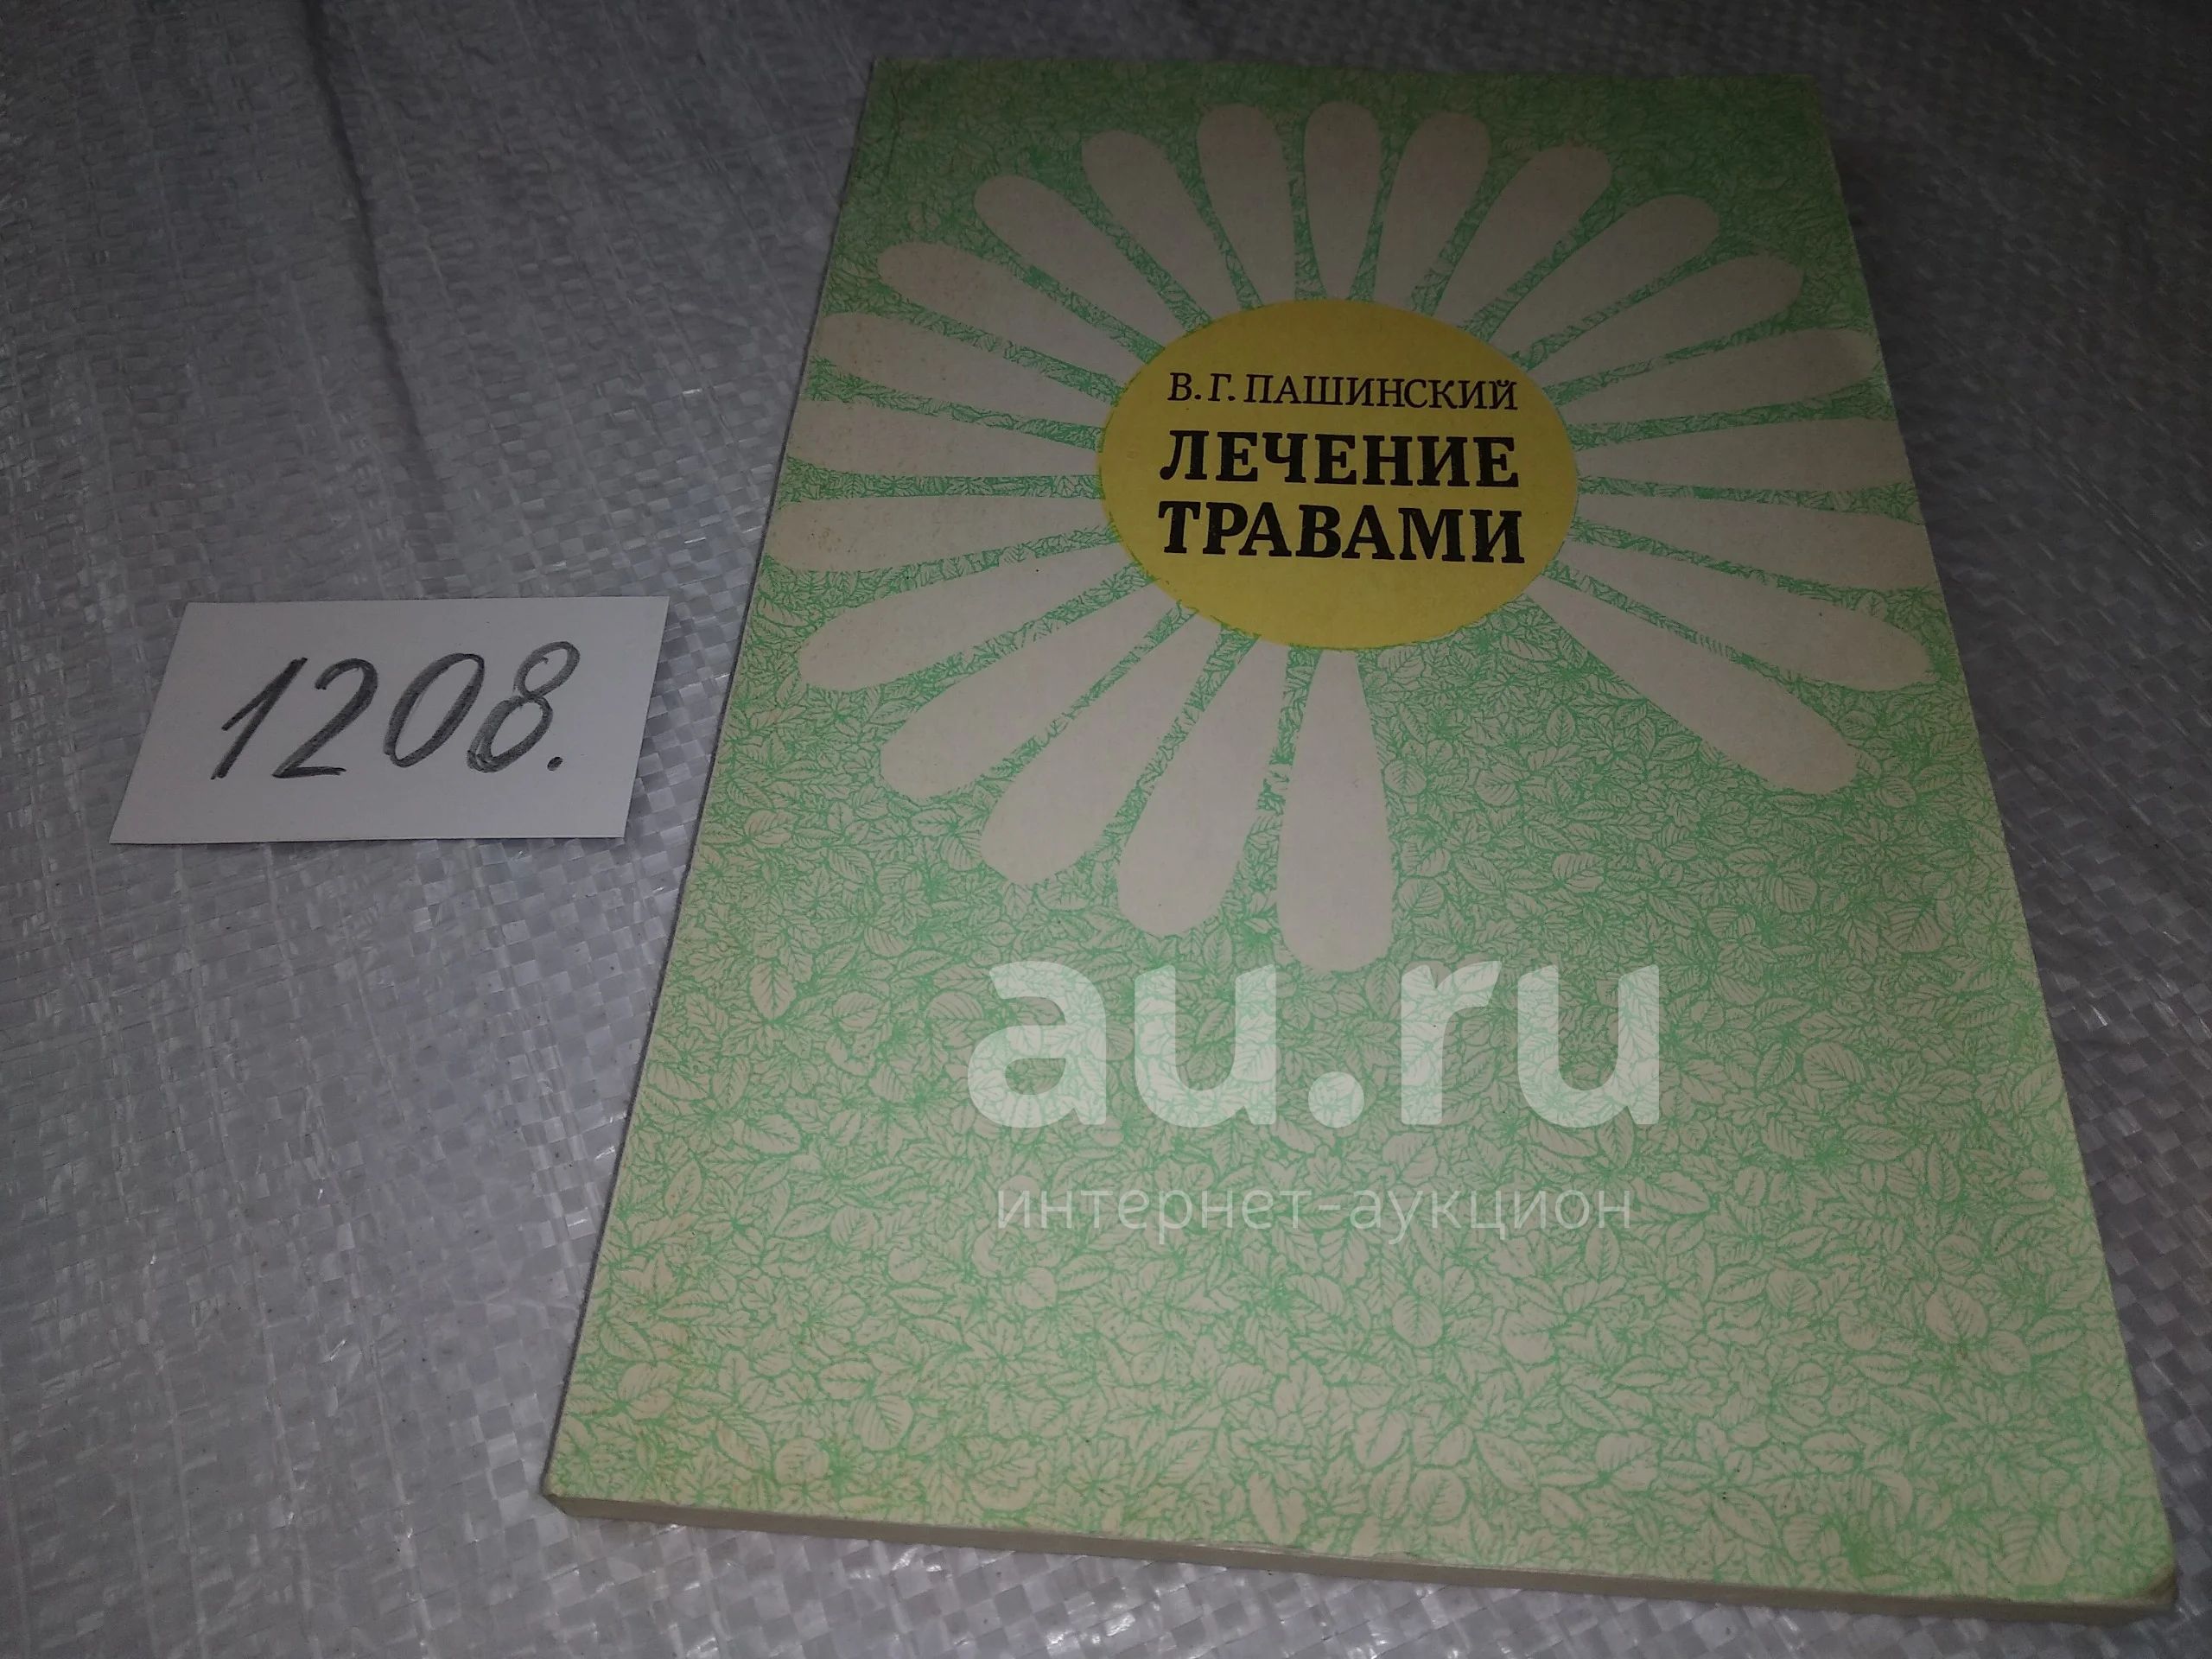 В. Г. ПАШИНСКИЙ
ЛЕЧЕНИЕ
ТРАВАМИ
1208.
au.ru
интернет-аукцион